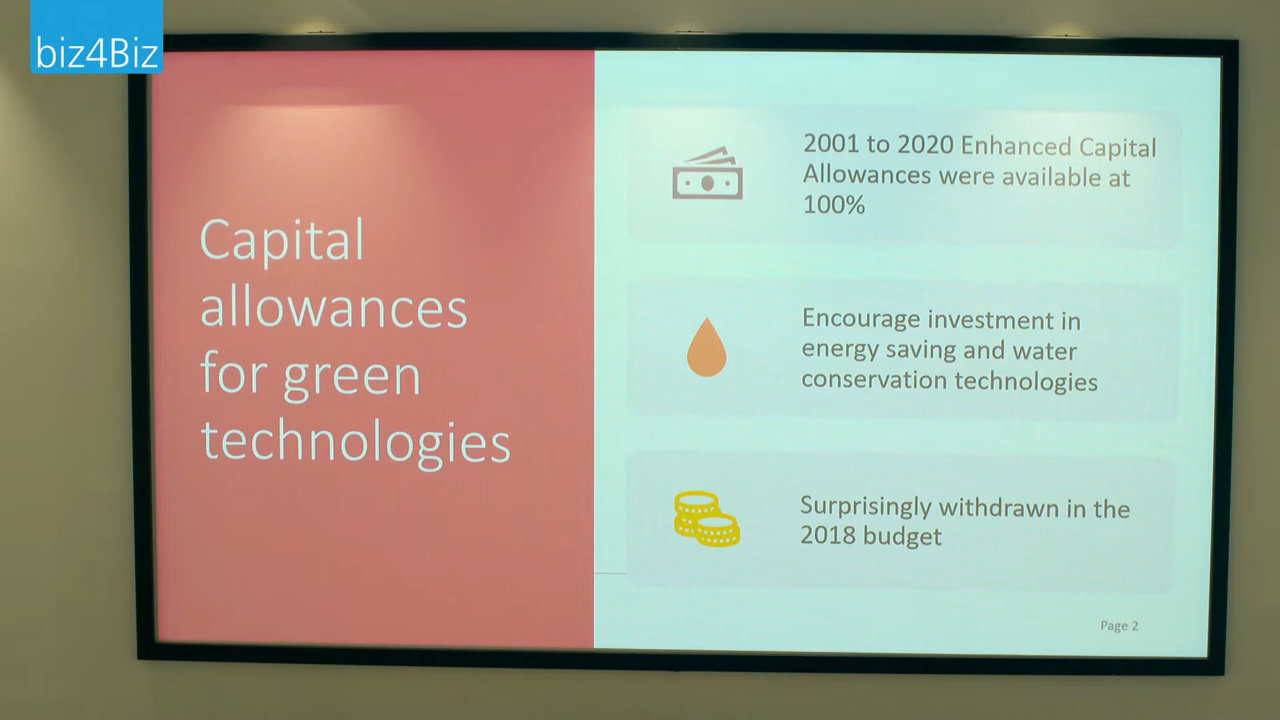 biz4Biz
Capital
allowances
for green
technologies
2001 to 2020 Enhanced Capital
Allowances were available at
100%
Encourage investment in
energy saving and water
conservation technologies
Surprisingly withdrawn in the
2018 budget
Page 2